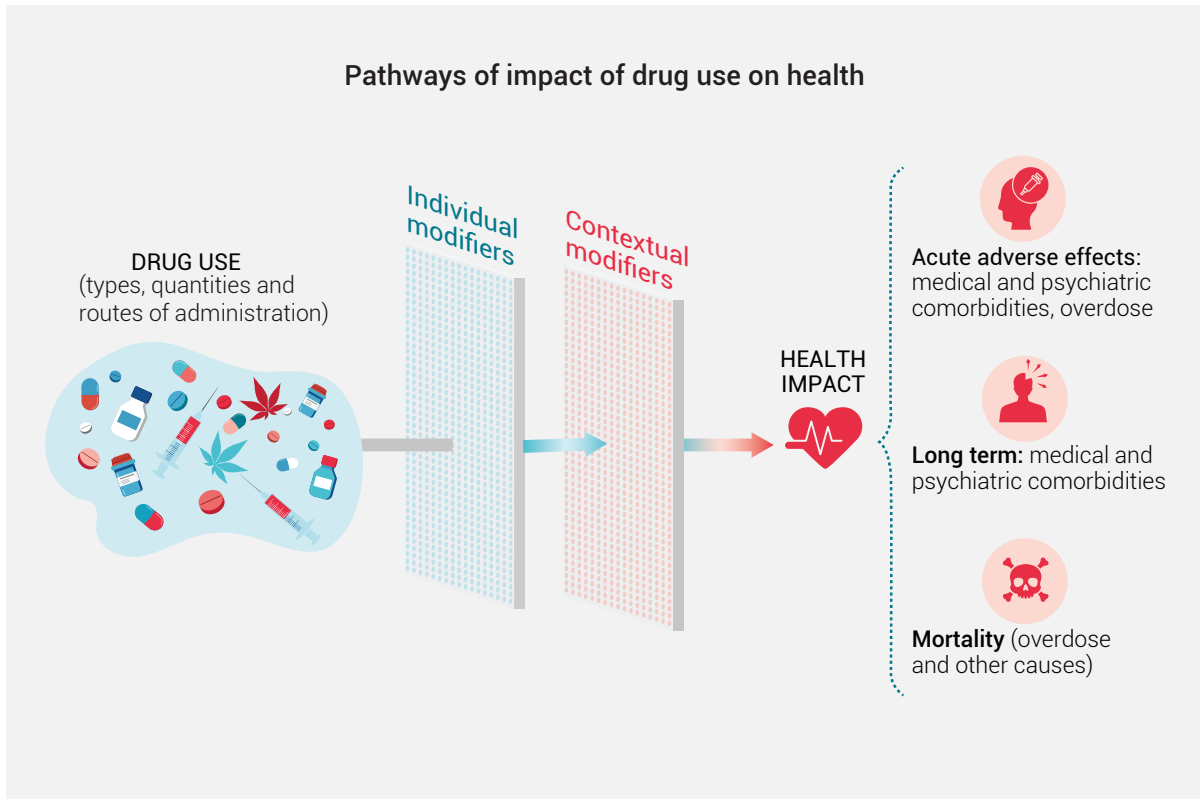 Pathways of impact of drug use on health
DRUG USE
(types, quantities and
routes of administration)
Individual
modifiers
Contextual
modifiers
HEALTH
IMPACT
Acute adverse effects:
medical and psychiatric
comorbidities, overdose
Long term: medical and
psychiatric comorbidities
Mortality (overdose
and other causes)